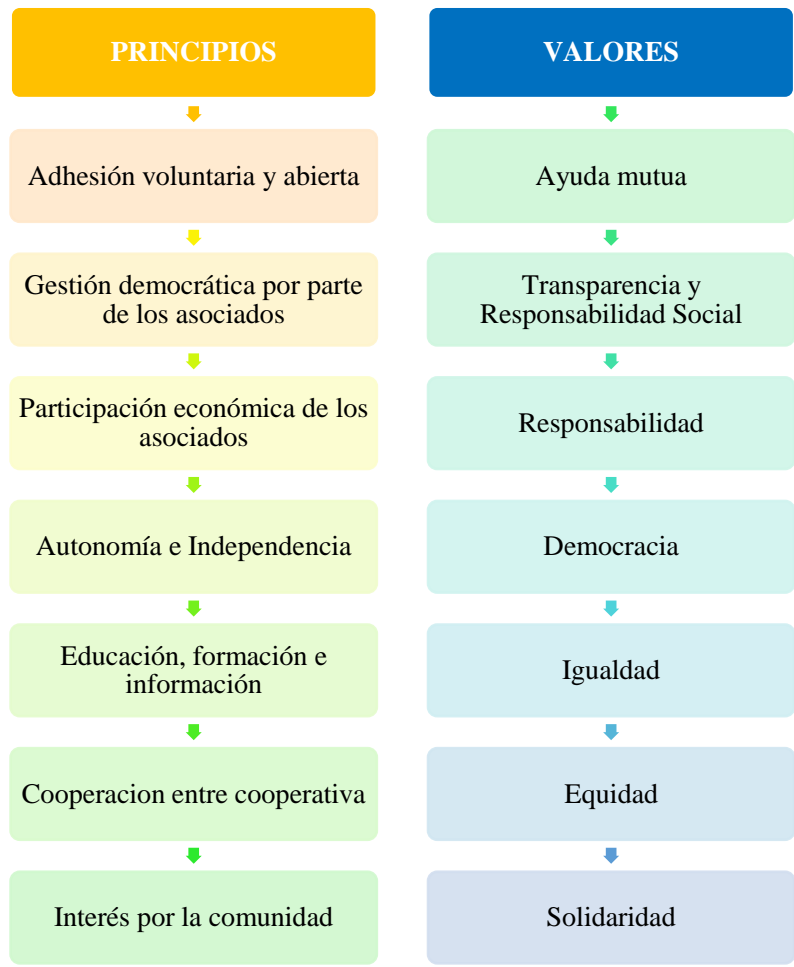 PRINCIPIOS
Adhesión voluntaria y abierta
Gestión democrática por parte
de los asociados
Participación económica de los
asociados
Autonomía e Independencia
Educación, formación e
información
Cooperacion entre cooperativa
Interés por la comunidad
VALORES
Ayuda mutua
Transparencia y
Responsabilidad Social
Responsabilidad
Democracia
Igualdad
Equidad
Solidaridad